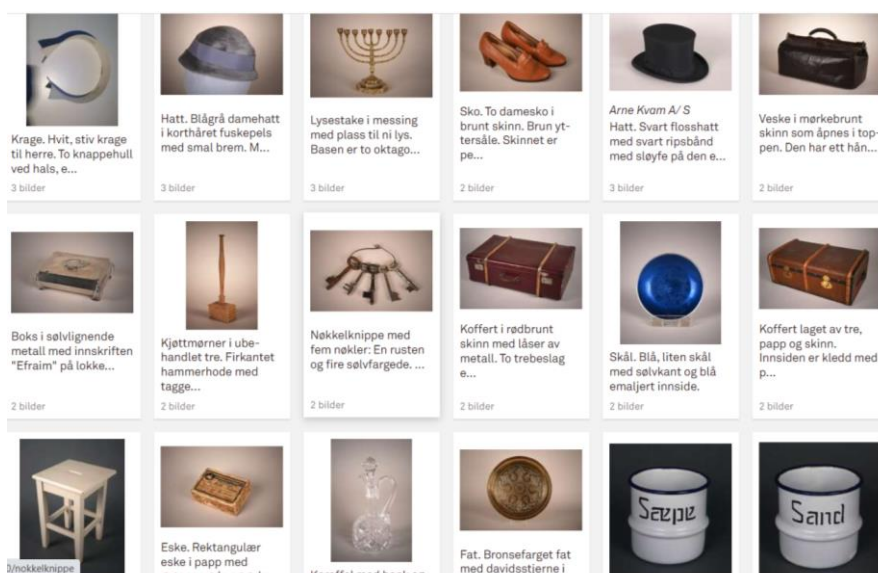 Krage. Hvit, stiv krage
til herre. To knappehull
ved hals, e...
3 bilder
Hatt. Blågrå damehatt
i korthåret fuskepels
med smal brem. M...
3 bilder
Lysestake i messing
med plass til ni lys.
Basen er to oktago...
3 bilder
Sko. To damesko i
brunt skinn. Brun yt-
tersåle. Skinnet er
pe...
2 bilder
Arne Kvam A/S
Hatt. Svart flosshatt
med svart ripsbånd
med sløyfe på den e...
3 bilder
Veske i mørkebrunt
skinn som åpnes i top-
pen. Den har ett hån...
2 bilder
Boks i sølvlignende
metall med innskriften
"Efraim" på lokke...
2 bilder
Kjøttmørner i ube-
handlet tre. Firkantet
hammerhode med
tagge...
2 bilder
Nøkkelknippe med
fem nøkler: En rusten
og fire sølvfargede. ...
2 bilder
Koffert i rødbrunt
skinn med låser av
metall. To trebeslag
e...
2 bilder
Skål. Blå, liten skål
med sølvkant og blå
emaljert innside.
2 bilder
Koffert laget av tre,
papp og skinn.
Innsiden er kledd med
p...
2 bilder
0/nokkelknippe
Eske. Rektangulær
eske i papp med
Fat. Bronsefarget fat
med davidsstjerne i
Sæpe
Sand